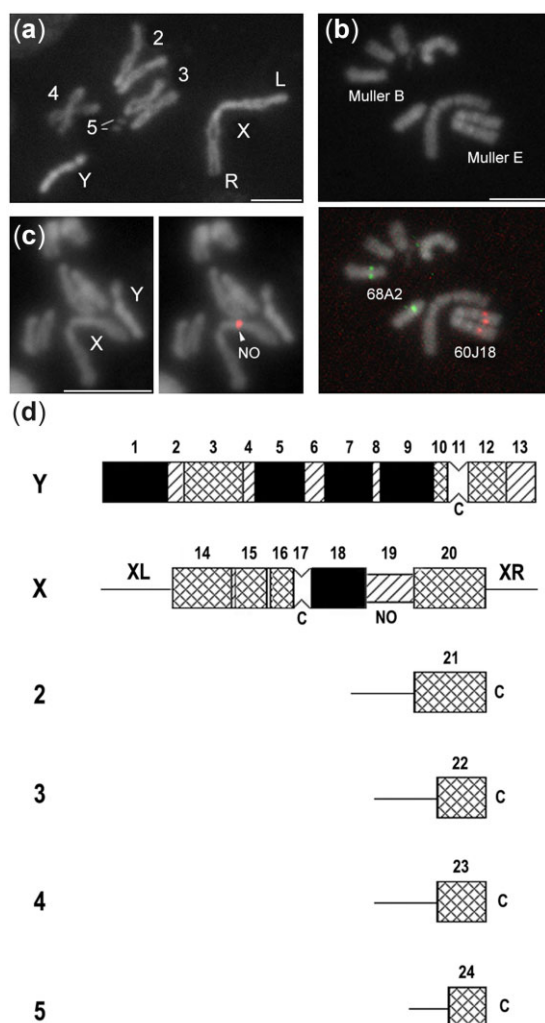 (a)
2
3
4
5
L
X
R
Y
(b)
Muller B
Muller E
(c)
X
Y
NO
68A2
60J18
(d)
1 2 3 4 5 6 7 8 9 10 11 12 13
Y
C
14 15 16 17 18 19 20
XL
XR
X
C
NO
21
2
C
22
3
C
23
4
C
24
5
C